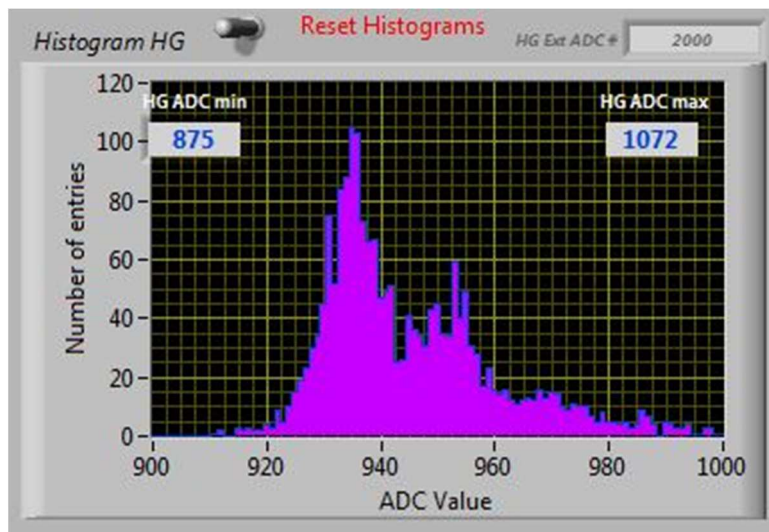 Histogram HG
Reset Histograms
HG Ext ADC #
2000
HG ADC min
875
HG ADC max
1072
120
100
80
60
40
20
0
Number of entries
900
920
940
960
980
1000
ADC Value